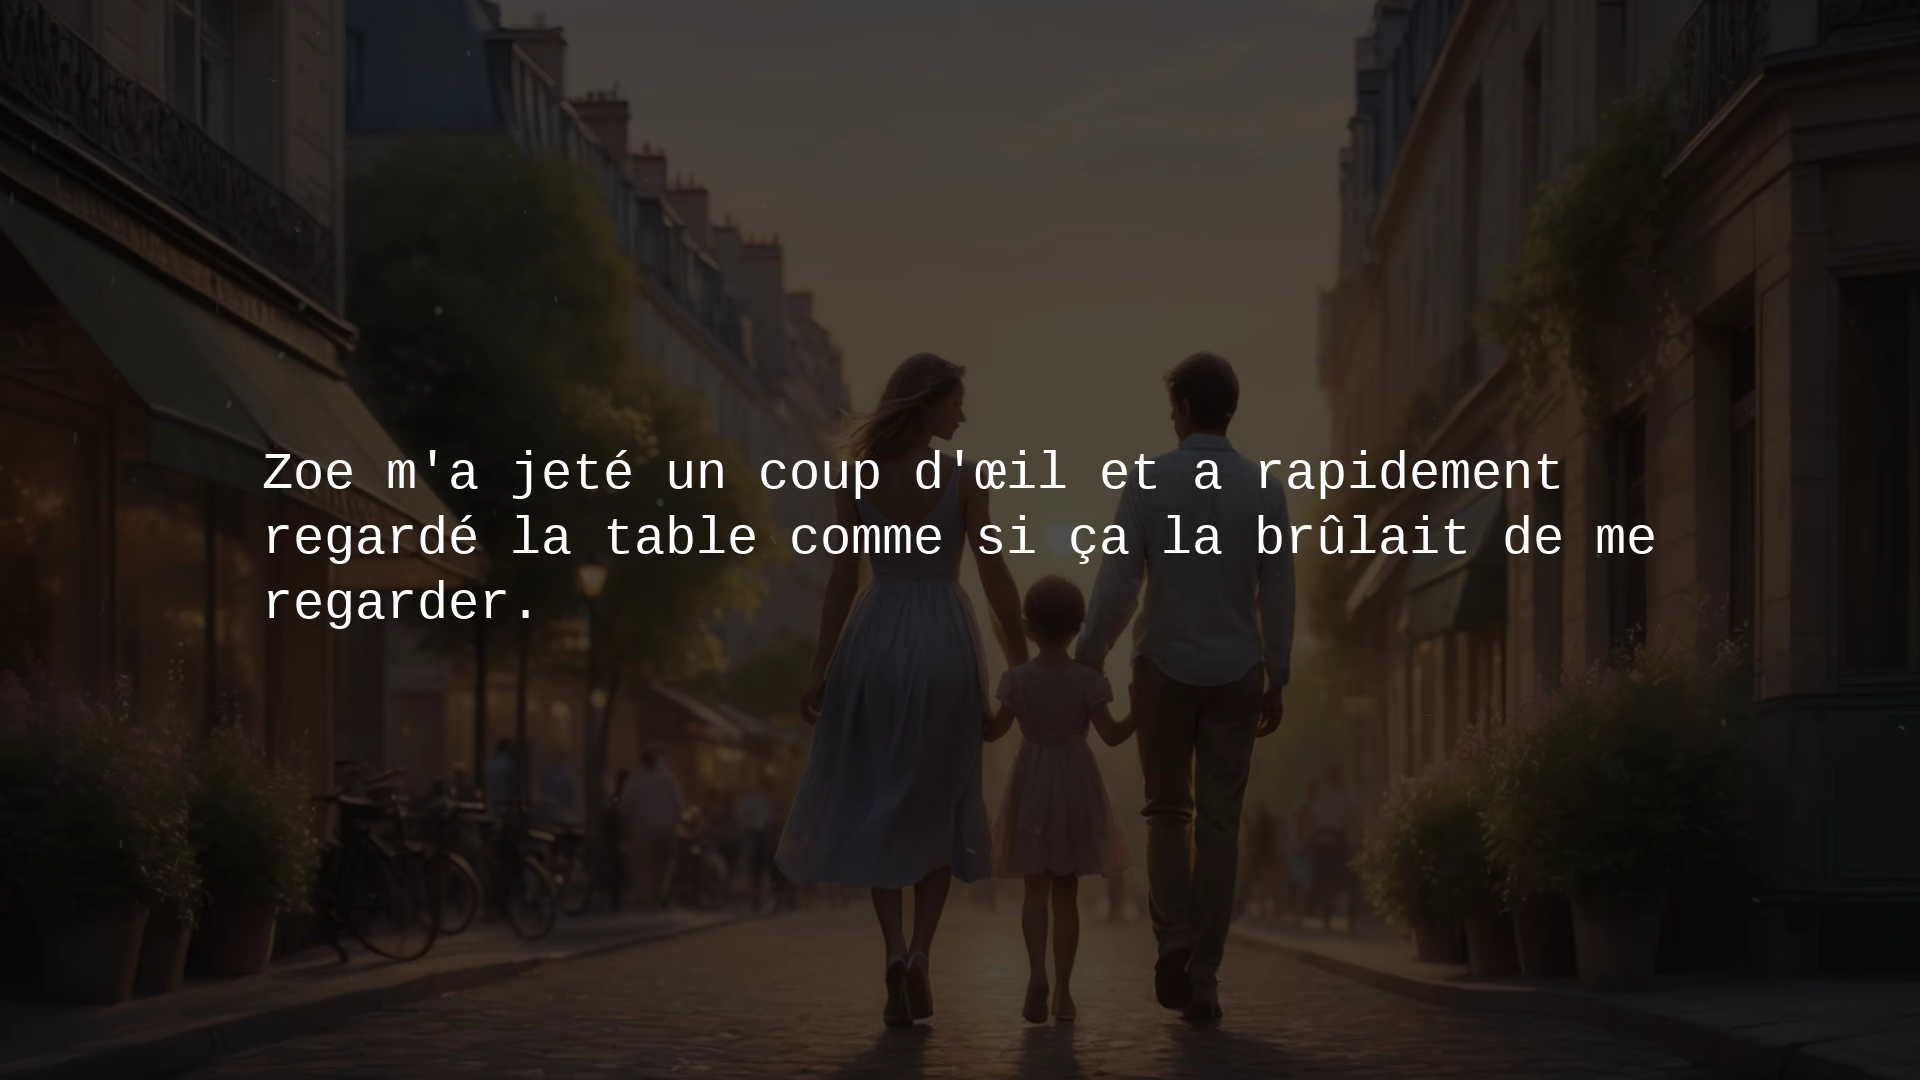 Zoe m'a jeté un coup d'œil et a rapidement
regardé la table comme si ça la brûlait de me
regarder.